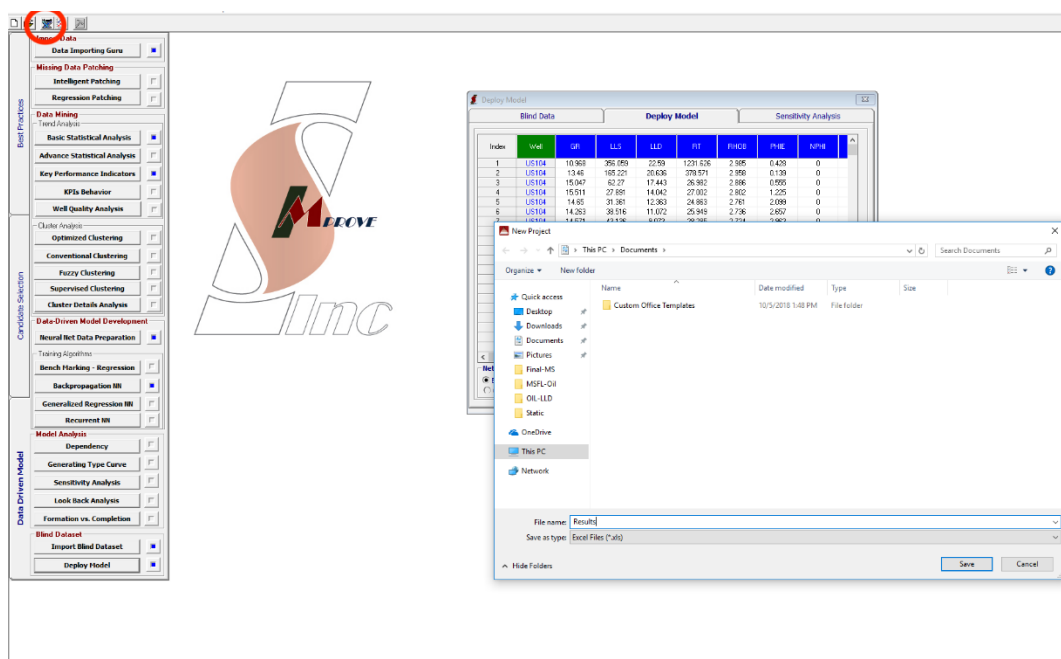 Import Data
Data Importing Guru
Missing Data Patching
Intelligent Patching
Regression Patching
Data Mining
Trend Analysis
Basic Statistical Analysis
Advance Statistical Analysis
Key Performance Indicators
KPIs Behavior
Well Quality Analysis
Cluster Analysis
Optimized Clustering
Conventional Clustering
Fuzzy Clustering
Supervised Clustering
Cluster Details Analysis
Data-Driven Model Development
Neural Net Data Preparation
Training Algorithms
Bench Marking - Regression
Backpropagation NN
Generalized Regression NN
Recurrent NN
Model Analysis
Dependency
Generating Type Curve
Sensitivity Analysis
Look Back Analysis
Formation vs. Completion
Blind Dataset
Import Blind Dataset
Deploy Model
Best Practices
Candidate Selection
Data Driven Model
IMPROVE
Inc
Deploy Model
Blind Data Deploy Model Sensitivity Analysis
Index Well GR LLS LLD RT RHOB PHIE NPHI
1 US104 10.968 356.059 22.59 1231.626 2.985 0.429 0
2 US104 13.46 165.221 20.636 378.571 2.958 0.139 0
3 US104 15.047 62.27 17.443 26.982 2.886 0.555 0
4 US104 15.511 27.891 14.042 27.002 2.802 1.225 0
5 US104 14.65 31.361 12.363 24.863 2.761 2.099 0
6 US104 14.263 38.516 11.072 25.949 2.736 2.657 0
Net
New Project
This PC > Documents >
Search Documents
Organize New folder
Name Date modified Type Size
Custom Office Templates 10/5/2018 1:48 PM File folder
Quick access
Desktop
Downloads
Documents
Pictures
Final-MS
MSFL-Oil
OIL-LLD
Static
OneDrive
This PC
Network
File name: Results
Save as type: Excel Files (*.xls)
Hide Folders
Save Cancel